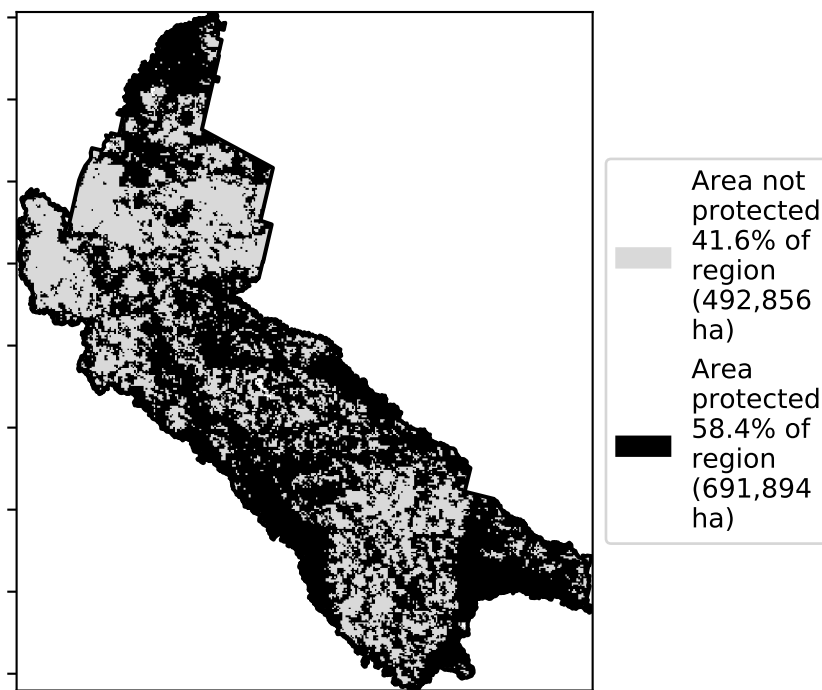 Area not
protected
41.6% of
region
(492,856
ha)
Area
protected
58.4% of
region
(691,894
ha)